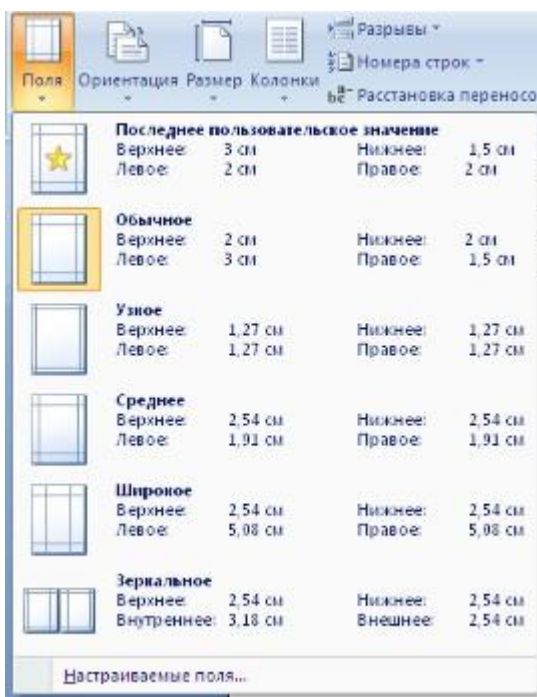 Разрывы
Номера строк
Поля Ориентация Размер Колонки
Расстановка переносо
Последнее пользовательское значение
Верхнее: 3 см Нижнее: 1,5 см
Левое: 2 см Правое: 2 см
Обычное
Верхнее: 2 см Нижнее: 2 см
Левое: 3 см Правое: 1,5 см
Узкое
Верхнее: 1,27 см Нижнее: 1,27 см
Левое: 1,27 см Правое: 1,27 см
Среднее
Верхнее: 2,54 см Нижнее: 2,54 см
Левое: 1,91 см Правое: 1,91 см
Широкое
Верхнее: 2,54 см Нижнее: 2,54 см
Левое: 5,08 см Правое: 5,08 см
Зеркальное
Верхнее: 2,54 см Нижнее: 2,54 см
Внутреннее: 3,18 см Внешнее: 2,54 см
Настраиваемые поля...